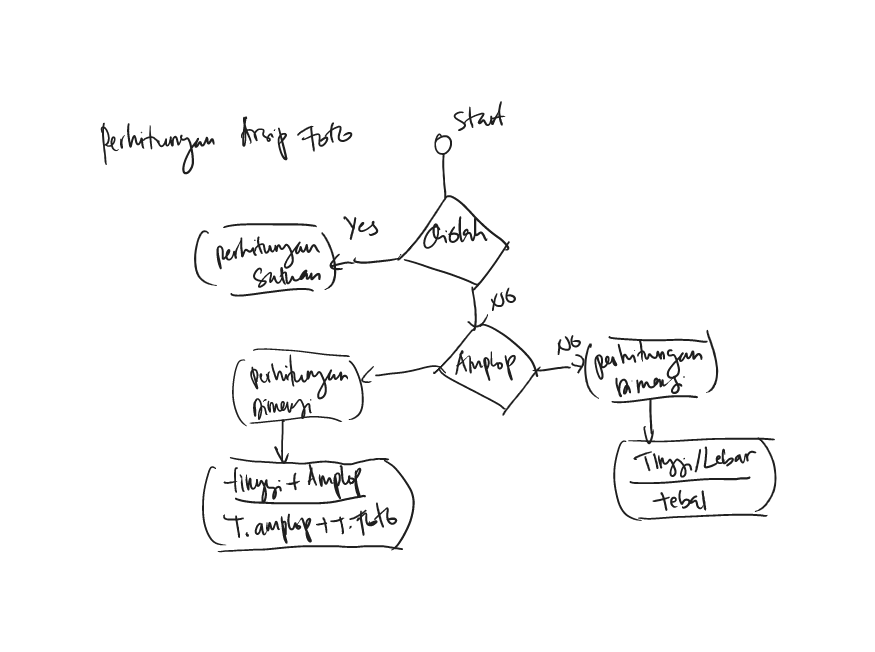 Start
Perhitungan Arsip Foto
Yes
Diolah
perhitungan
Satuan
NO
Amplop
NO
perhitungan
Dimensi
perhitungan
Dimensi
Tinggi/Lebar
tebal
tinggi + Amplop
T. amplop + T. Foto